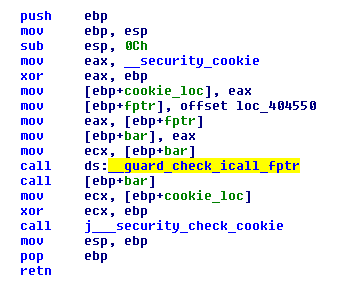 push ebp
mov ebp, esp
sub esp, 0Ch
mov eax, __security_cookie
xor eax, ebp
mov [ebp+cookie_loc], eax
mov [ebp+fptr], offset loc_404550
mov eax, [ebp+fptr]
mov [ebp+bar], eax
mov ecx, [ebp+bar]
call ds:__guard_check_icall_fptr
call [ebp+bar]
mov ecx, [ebp+cookie_loc]
xor ecx, ebp
call j___security_check_cookie
mov esp, ebp
pop ebp
retn